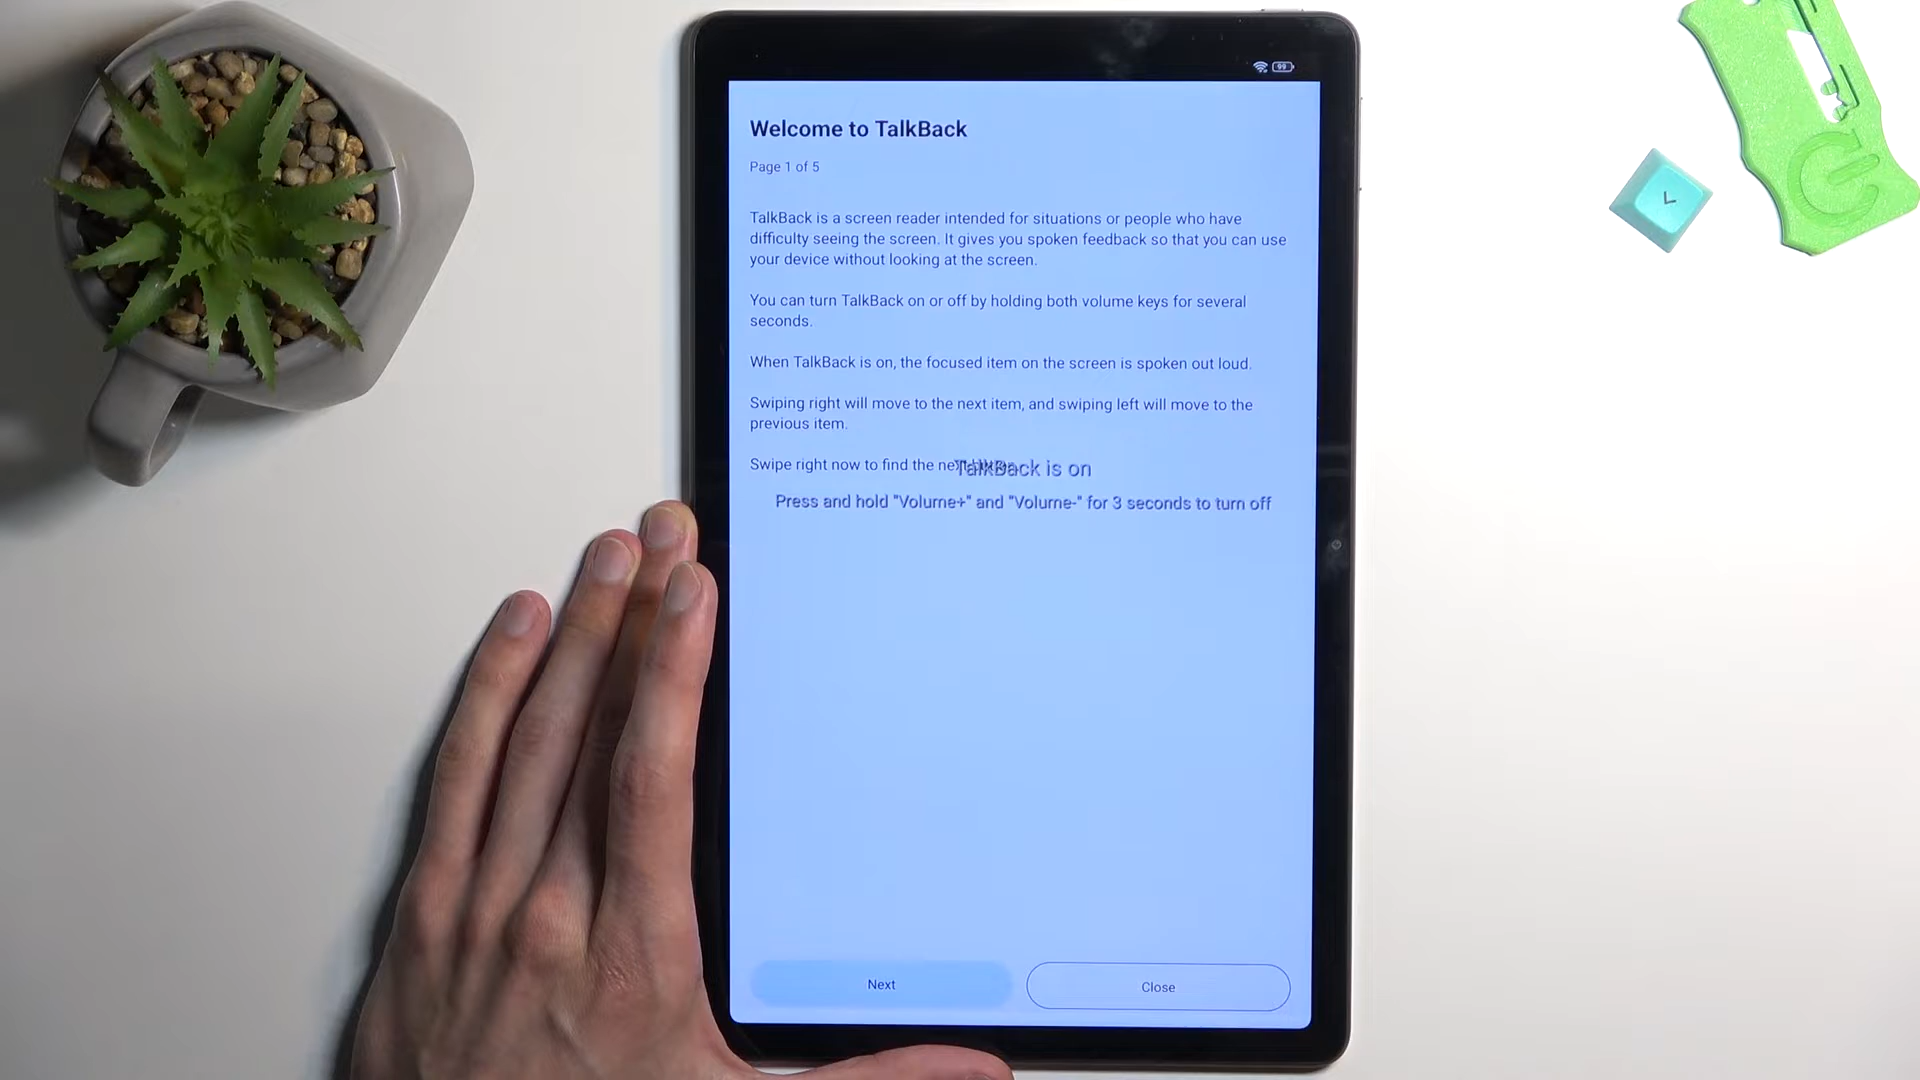 99
Welcome to TalkBack
Page 1 of 5
TalkBack is a screen reader intended for situations or people who have
difficulty seeing the screen. It gives you spoken feedback so that you can use
your device without looking at the screen.
You can turn TalkBack on or off by holding both volume keys for several
seconds.
When TalkBack is on, the focused item on the screen is spoken out loud.
Swiping right will move to the next item, and swiping left will move to the
previous item.
Swipe right now to find the next
TalkBack is on
Press and hold "Volume+" and "Volume-" for 3 seconds to turn off
Next
Close